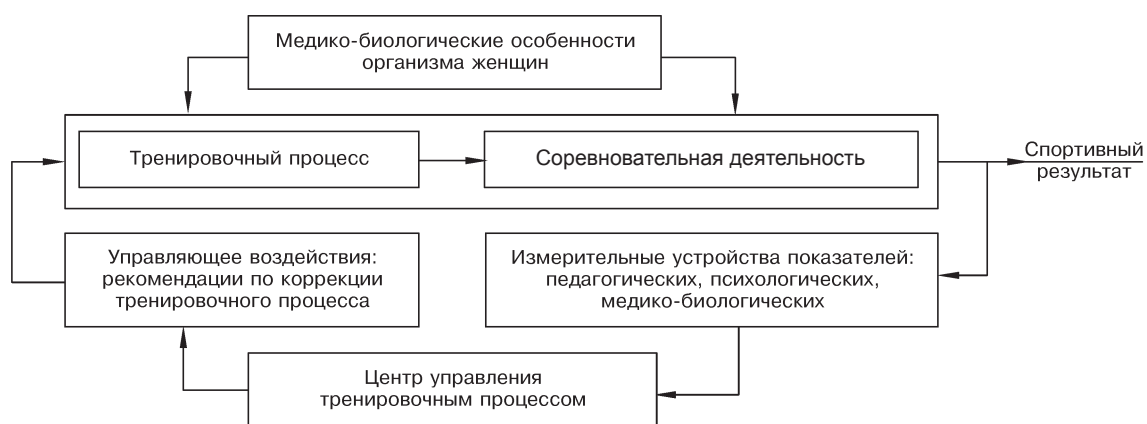 Медико-биологические особенности
организма женщин
Тренировочный процесс
Соревновательная деятельность
Спортивный
результат
Управляющее воздействия:
рекомендации по коррекции
тренировочного процесса
Измерительные устройства показателей:
педагогических, психологических,
медико-биологических
Центр управления
тренировочным процессом